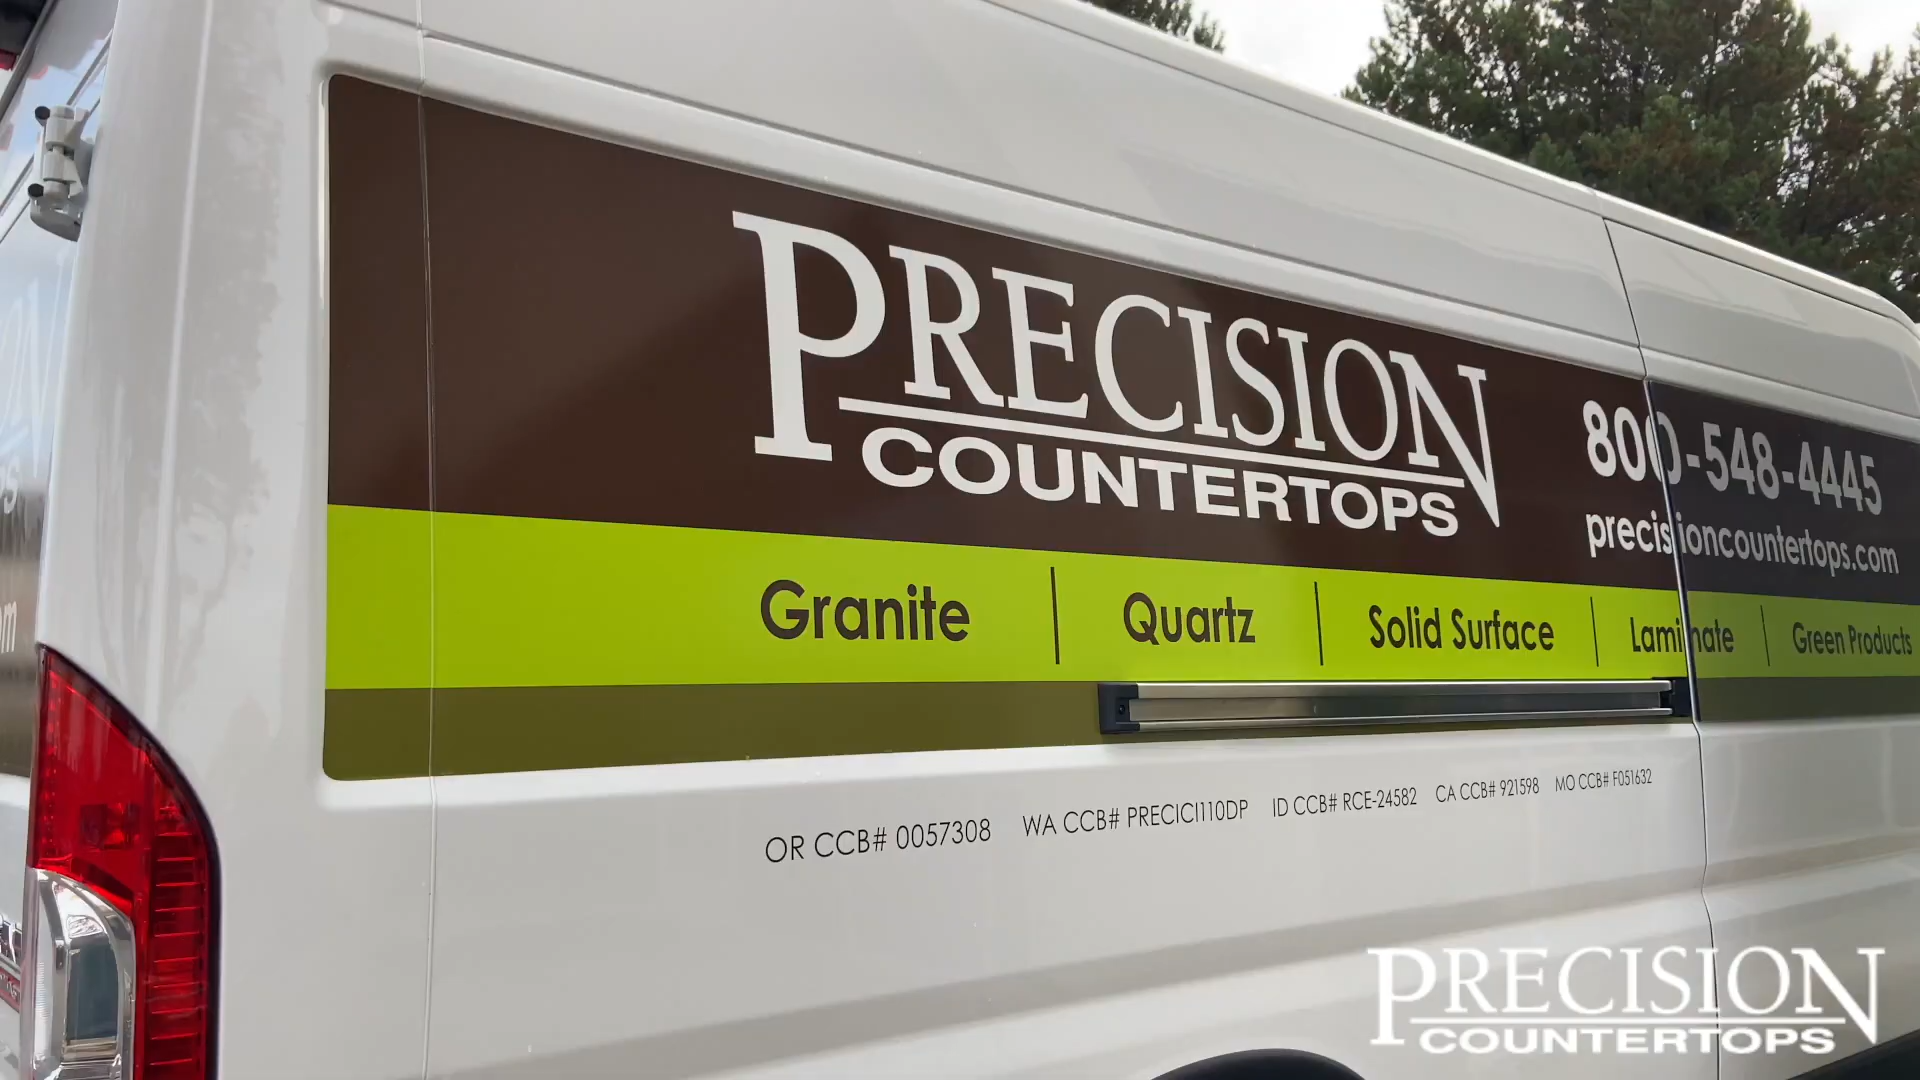 PRECISION
COUNTERTOPS
800-548-4445
precisioncountertops.com
Granite | Quartz | Solid Surface | Laminate | Green Products
OR CCB# 0057308 WA CCB# PRECICI110DP ID CCB# RCE-24582 CA CCB# 921598 MO CCB# F051632
PRECISION
COUNTERTOPS